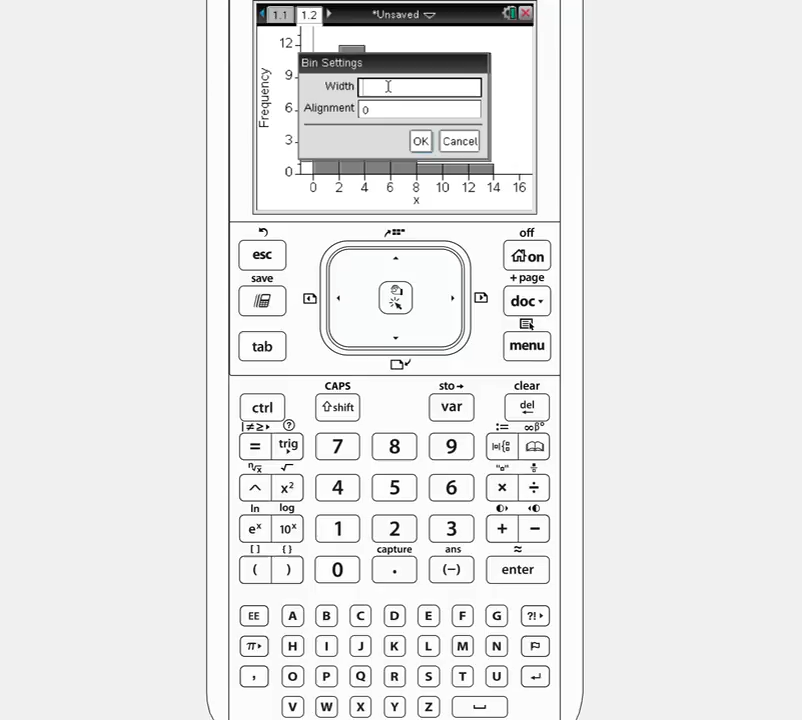 1.1 1.2 *Unsaved
12
Bin Settings
9
Width
Frequency
6
Alignment 0
3
OK Cancel
0
0 2 4 6 8 10 12 14 16
x
off
esc
on
save
+ page
doc
tab
menu
CAPS
sto→
clear
ctrl
shift
var
del
|≠≥▸
:=
∞β°
=
trig
7
8
9
|□|{
"□"
ⁿ√x
√
^
x²
4
5
6
×
÷
ln
log
eˣ
10ˣ
1
2
3
+
−
[ ]
{ }
capture
ans
≈
(
)
0
.
(−)
enter
EE
A
B
C
D
E
F
G
?!▸
π▸
H
I
J
K
L
M
N
,
O
P
Q
R
S
T
U
V
W
X
Y
Z